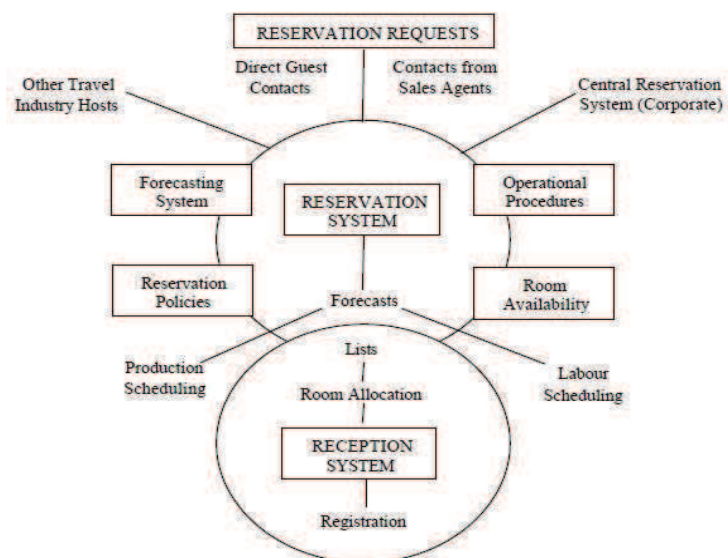 RESERVATION REQUESTS
Direct Guest
Contacts
Contacts from
Sales Agents
Other Travel
Industry Hosts
Central Reservation
System (Corporate)
Forecasting
System
RESERVATION
SYSTEM
Operational
Procedures
Reservation
Policies
Forecasts
Room
Availability
Production
Scheduling
Lists
Labour
Scheduling
Room Allocation
RECEPTION
SYSTEM
Registration